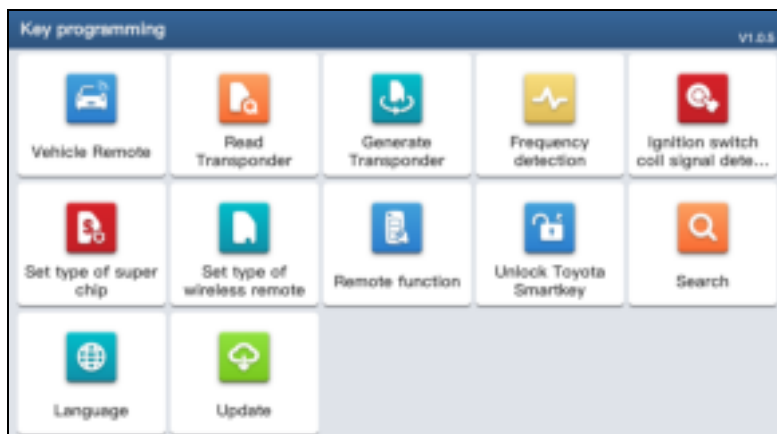 Key programming
V1.0.5
Vehicle Remote
Read
Transponder
Generate
Transponder
Frequency
detection
Ignition switch
coil signal dete...
Set type of super
chip
Set type of
wireless remote
Remote function
Unlock Toyota
Smartkey
Search
Language
Update